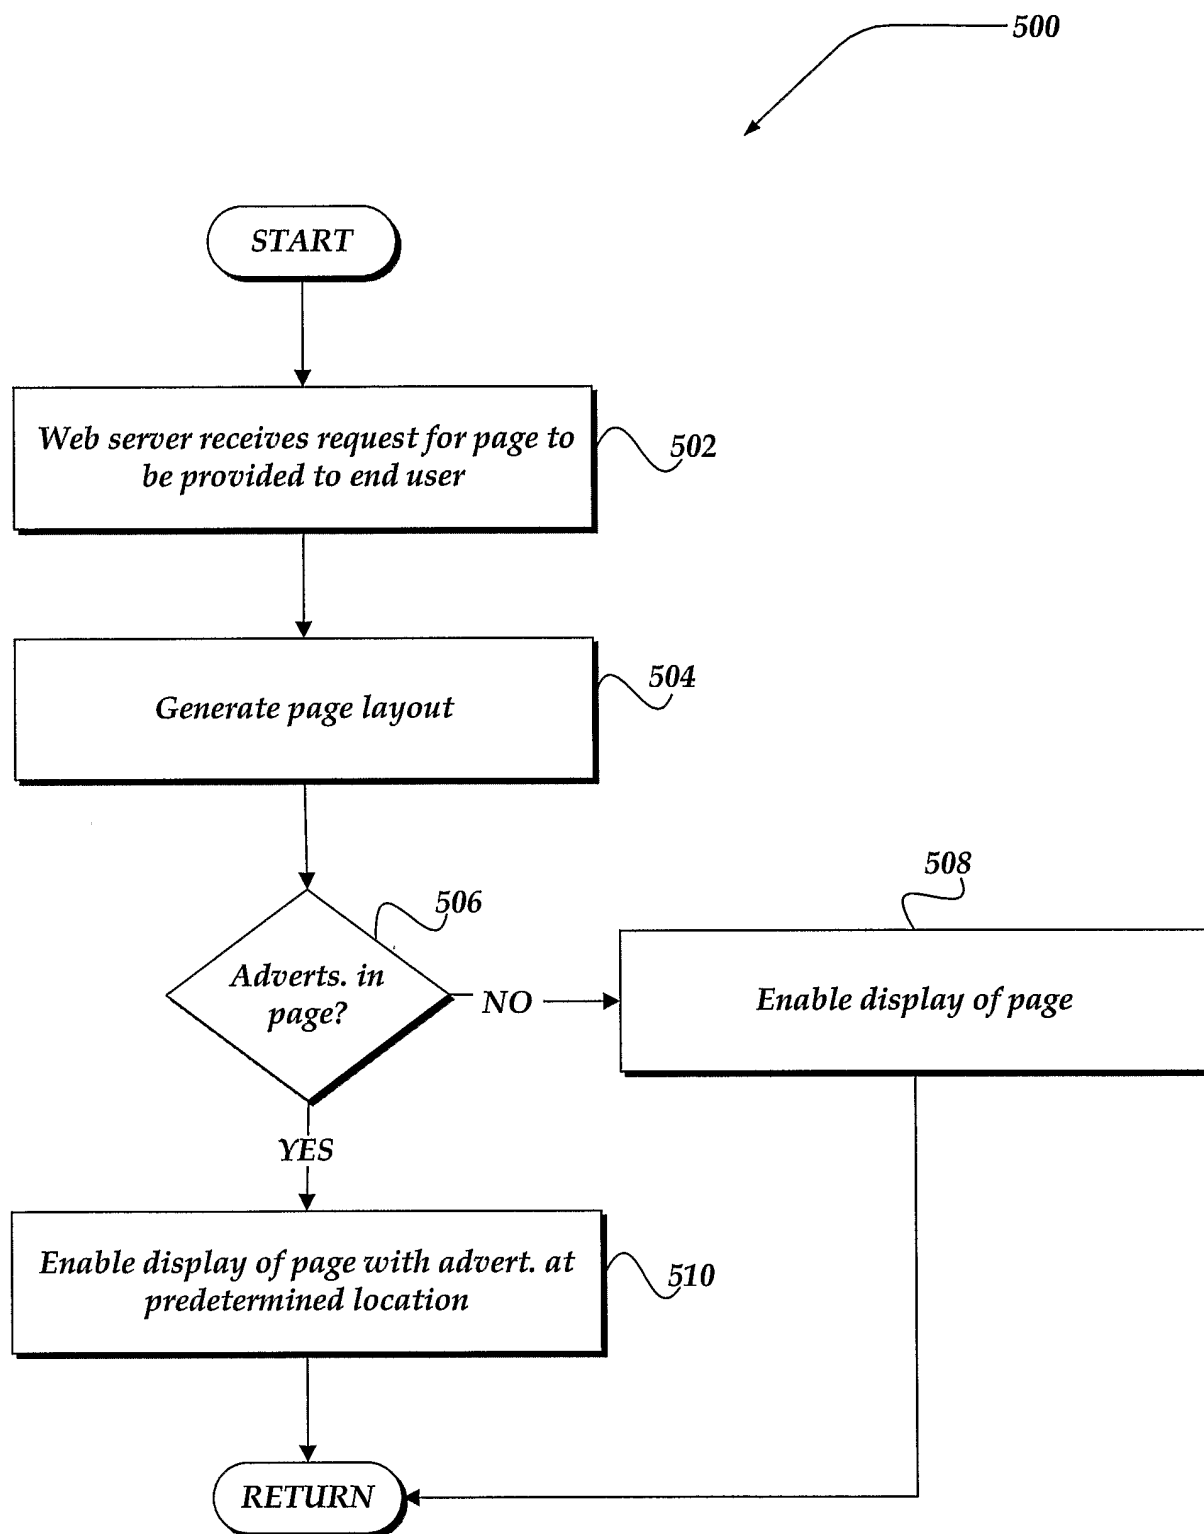 500
START
Web server receives request for page to
be provided to end user
502
Generate page layout
504
506
Adverts. in
page?
NO
508
Enable display of page
YES
Enable display of page with advert. at
predetermined location
510
RETURN